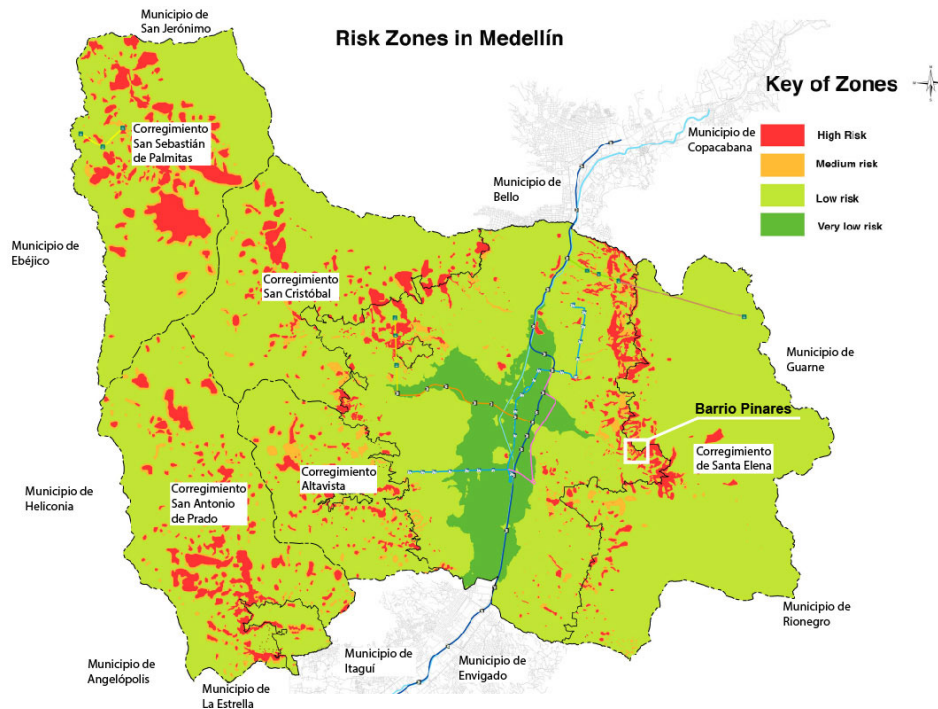 Municipio de
San Jerónimo
Risk Zones in Medellín
Key of Zones
High Risk
Medium risk
Low risk
Very low risk
Municipio de
Copacabana
Corregimiento
San Sebastián
de Palmitas
Municipio de
Bello
Municipio de
Ebéjico
Corregimiento
San Cristóbal
Municipio de
Guarne
Barrio Pinares
Corregimiento
de Santa Elena
Corregimiento
Altavista
Municipio de
Heliconia
Corregimiento
San Antonio
de Prado
Municipio de
Rionegro
Municipio de
Itaguí
Municipio de
Envigado
Municipio de
Angelópolis
Municipio de
La Estrella